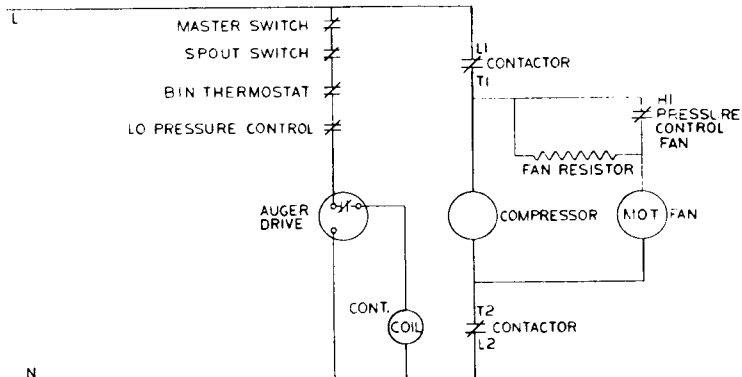 L
MASTER SWITCH
SPOUT SWITCH
BIN THERMOSTAT
LO PRESSURE CONTROL
AUGER
DRIVE
CONT.
COIL
N
L1
CONTACTOR
T1
HI
PRESSURE
CONTROL
FAN
FAN RESISTOR
COMPRESSOR
MOT
FAN
T2
CONTACTOR
L2